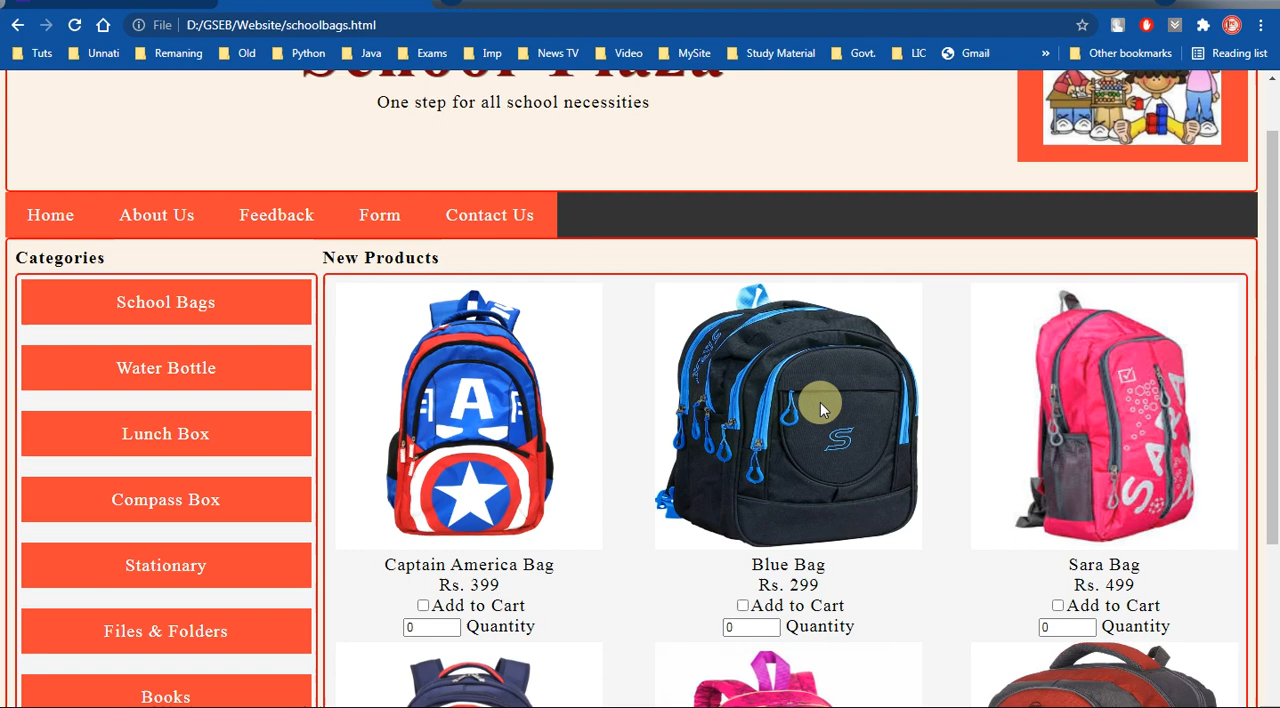 File
D:/GSEB/Website/schoolbags.html
Tuts
Unnati
Remaning
Old
Python
Java
Exams
Imp
News TV
Video
MySite
Study Material
Govt.
LIC
Gmail
»
Other bookmarks
Reading list
School Plaza
One step for all school necessities
Home
About Us
Feedback
Form
Contact Us
Categories
New Products
School Bags
Water Bottle
Lunch Box
Compass Box
Stationary
Files & Folders
Books
A
S
SARA
Captain America Bag
Rs. 399
Add to Cart
0 Quantity
Blue Bag
Rs. 299
Add to Cart
0 Quantity
Sara Bag
Rs. 499
Add to Cart
0 Quantity